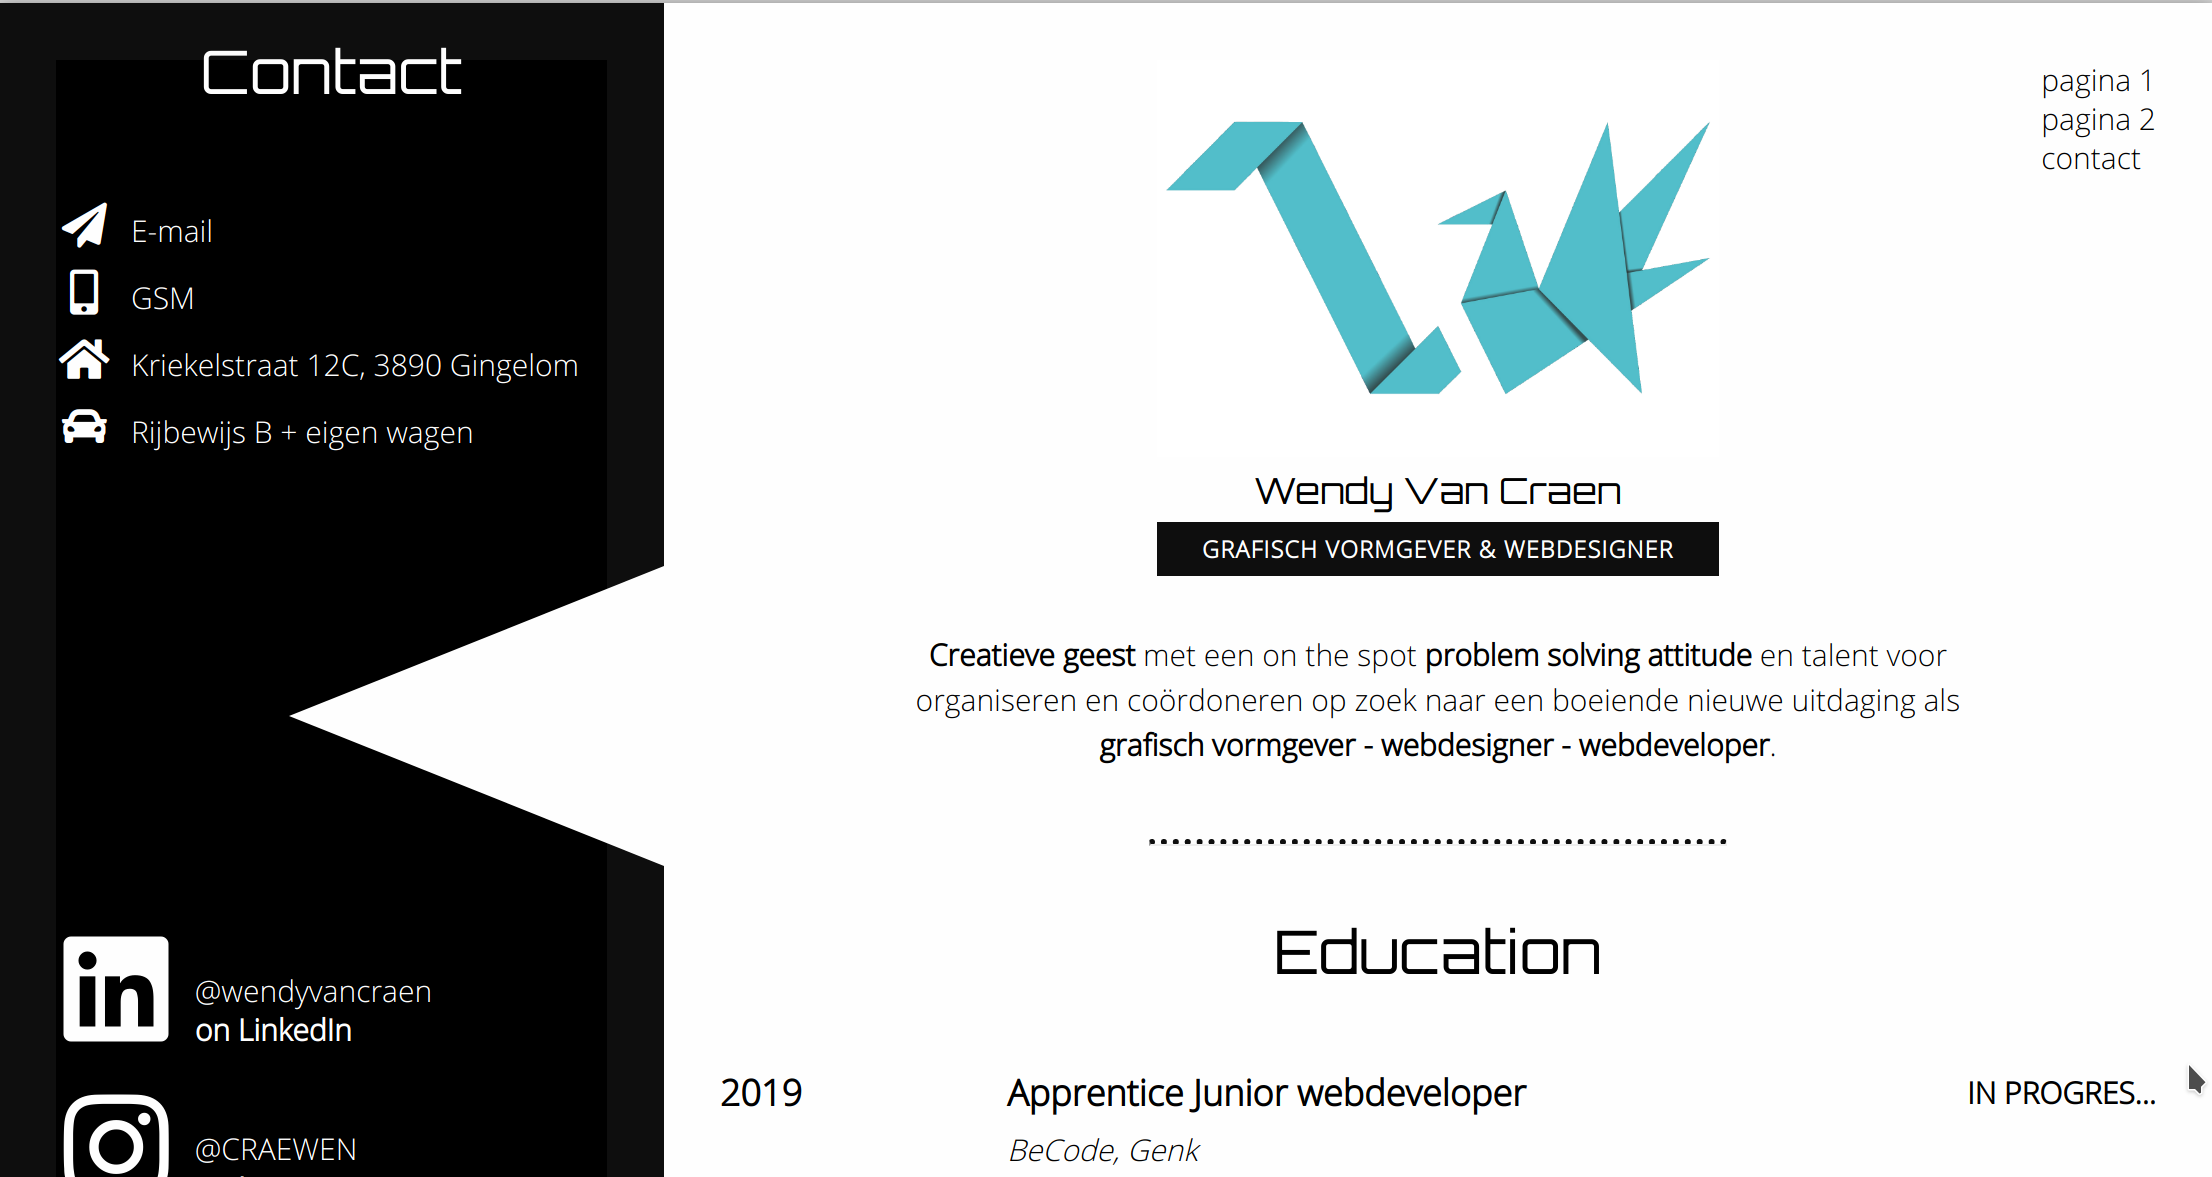 Contact
E-mail
GSM
Kriekelstraat 12C, 3890 Gingelom
Rijbewijs B + eigen wagen
@wendyvancraen
on LinkedIn
@CRAEWEN
pagina 1
pagina 2
contact
Wendy Van Craen
GRAFISCH VORMGEVER & WEBDESIGNER
Creatieve geest met een on the spot problem solving attitude en talent voor
organiseren en coördoneren op zoek naar een boeiende nieuwe uitdaging als
grafisch vormgever - webdesigner - webdeveloper.
Education
2019 Apprentice Junior webdeveloper IN PROGRES...
BeCode, Genk